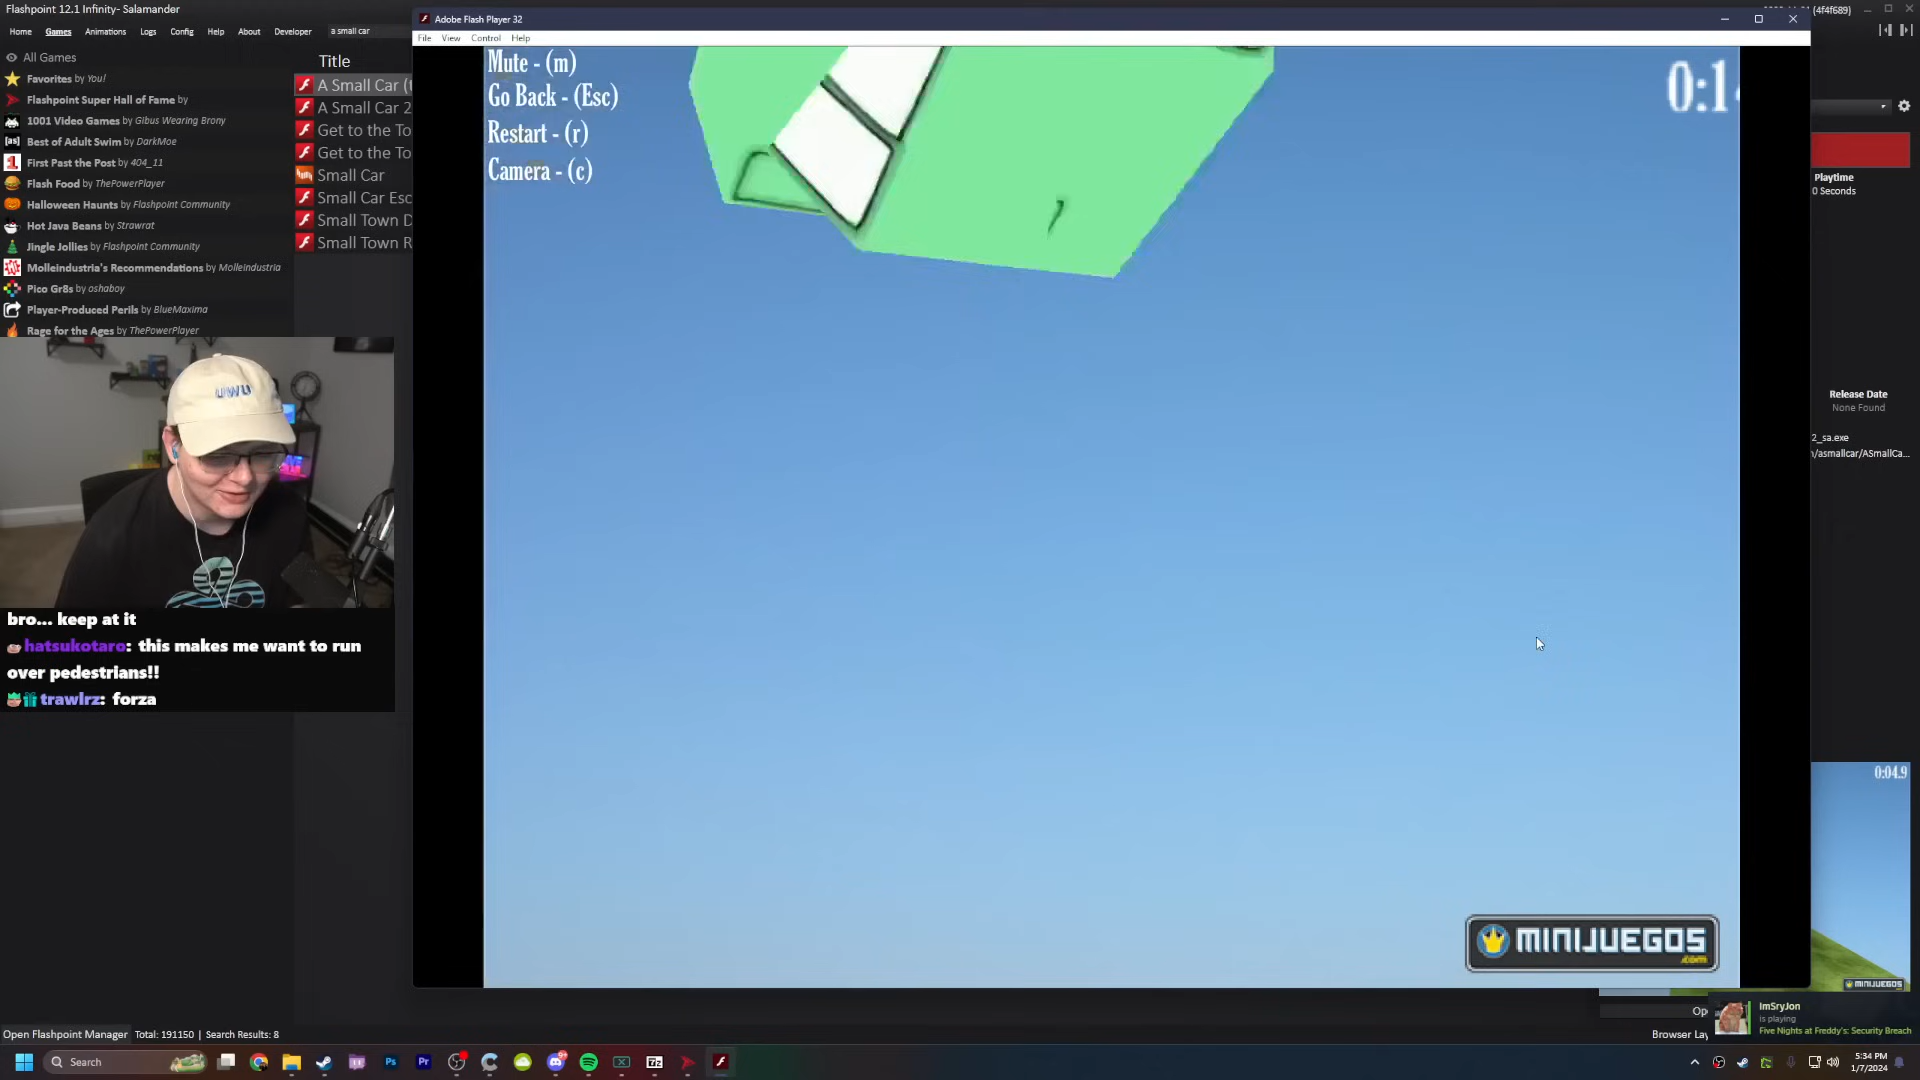 Flashpoint 12.1 Infinity- Salamander
(4f4f689)
Home Games Animations Logs Config Help About Developer
a small car
All Games
Favorites by You!
Flashpoint Super Hall of Fame by
1001 Video Games by Gibus Wearing Brony
Best of Adult Swim by DarkMoe
First Past the Post by 404_11
Flash Food by ThePowerPlayer
Halloween Haunts by Flashpoint Community
Hot Java Beans by Strawrat
Jingle Jollies by Flashpoint Community
Molleindustria's Recommendations by Molleindustria
Pico Gr8s by oshaboy
Player-Produced Perils by BlueMaxima
Rage for the Ages by ThePowerPlayer
Title
A Small Car
A Small Car 2
Get to the To
Get to the To
Small Car
Small Car Esc
Small Town D
Small Town R
Adobe Flash Player 32
File View Control Help
Mute - (m)
Go Back - (Esc)
Restart - (r)
Camera - (c)
0:1
MINIJUEGOS
.com
UWU
bro... keep at it
hatsukotaro: this makes me want to run
over pedestrians!!
trawlrz: forza
Playtime
0 Seconds
Release Date
None Found
2_sa.exe
n/asmallcar/ASmallCa...
0:04.9
MINIJUEGOS
Op
Browser Lay
ImSryJon
is playing
Five Nights at Freddy's: Security Breach
Open Flashpoint Manager Total: 191150 | Search Results: 8
Search
5:34 PM
1/7/2024